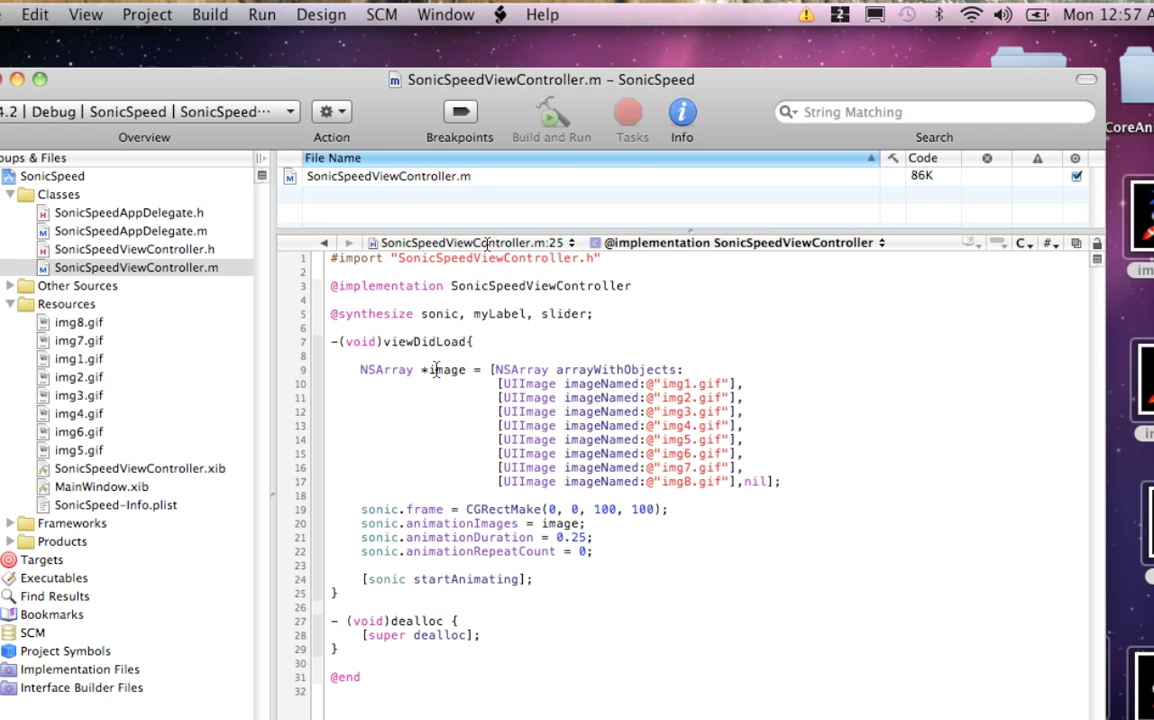 Edit View Project Build Run Design SCM Window Help Mon 12:57 A
SonicSpeedViewController.m – SonicSpeed
4.2 | Debug | SonicSpeed | SonicSpeed···
Overview Action Breakpoints Build and Run Tasks Info Search
String Matching
CoreAn
oups & Files
File Name Code
SonicSpeedViewController.m 86K
SonicSpeed
Classes
SonicSpeedAppDelegate.h
SonicSpeedAppDelegate.m
SonicSpeedViewController.h
SonicSpeedViewController.m
Other Sources
Resources
img8.gif
img7.gif
img1.gif
img2.gif
img3.gif
img4.gif
img6.gif
img5.gif
SonicSpeedViewController.xib
MainWindow.xib
SonicSpeed-Info.plist
Frameworks
Products
Targets
Executables
Find Results
Bookmarks
SCM
Project Symbols
Implementation Files
Interface Builder Files
SonicSpeedViewController.m:25 @implementation SonicSpeedViewController C #
1 #import "SonicSpeedViewController.h"
2
3 @implementation SonicSpeedViewController
4
5 @synthesize sonic, myLabel, slider;
6
7 -(void)viewDidLoad{
8
9 NSArray *image = [NSArray arrayWithObjects:
10 [UIImage imageNamed:@"img1.gif"],
11 [UIImage imageNamed:@"img2.gif"],
12 [UIImage imageNamed:@"img3.gif"],
13 [UIImage imageNamed:@"img4.gif"],
14 [UIImage imageNamed:@"img5.gif"],
15 [UIImage imageNamed:@"img6.gif"],
16 [UIImage imageNamed:@"img7.gif"],
17 [UIImage imageNamed:@"img8.gif"],nil];
18
19 sonic.frame = CGRectMake(0, 0, 100, 100);
20 sonic.animationImages = image;
21 sonic.animationDuration = 0.25;
22 sonic.animationRepeatCount = 0;
23
24 [sonic startAnimating];
25 }
26
27 - (void)dealloc {
28 [super dealloc];
29 }
30
31 @end
32
im